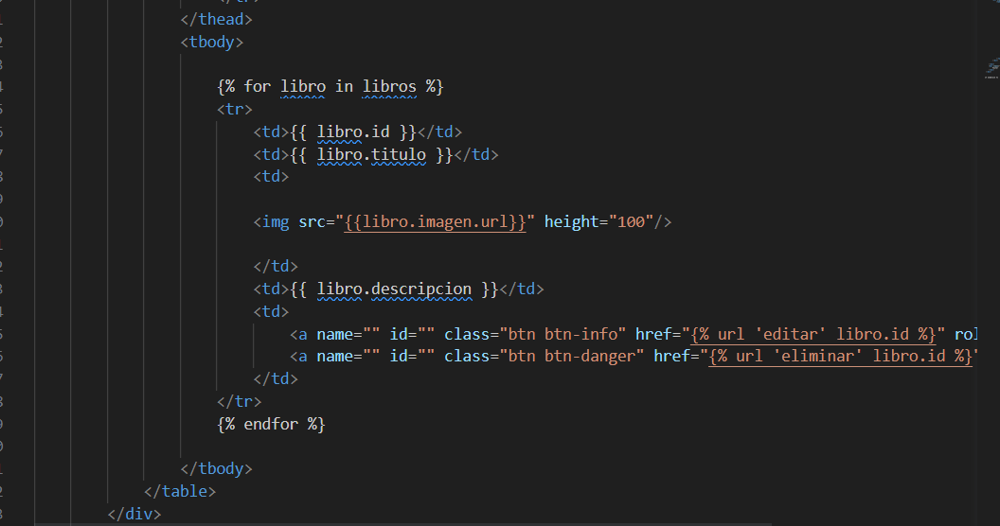 </thead>
<tbody>
{% for libro in libros %}
<tr>
<td>{{ libro.id }}</td>
<td>{{ libro.titulo }}</td>
<td>
<img src="{{libro.imagen.url}}" height="100"/>
</td>
<td>{{ libro.descripcion }}</td>
<td>
<a name="" id="" class="btn btn-info" href="{% url 'editar' libro.id %}" rol
<a name="" id="" class="btn btn-danger" href="{% url 'eliminar' libro.id %}"
</td>
</tr>
{% endfor %}
</tbody>
</table>
</div>